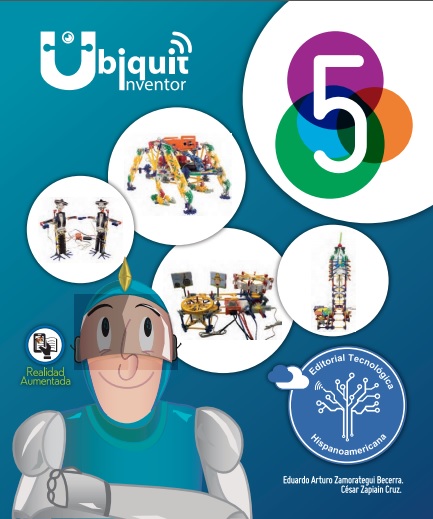 Ubiquit
inventor
5
Realidad
Aumentada
Editorial Tecnológica
Hispanoamericana
Eduardo Arturo Zamorategui Becerra.
César Zapiain Cruz.